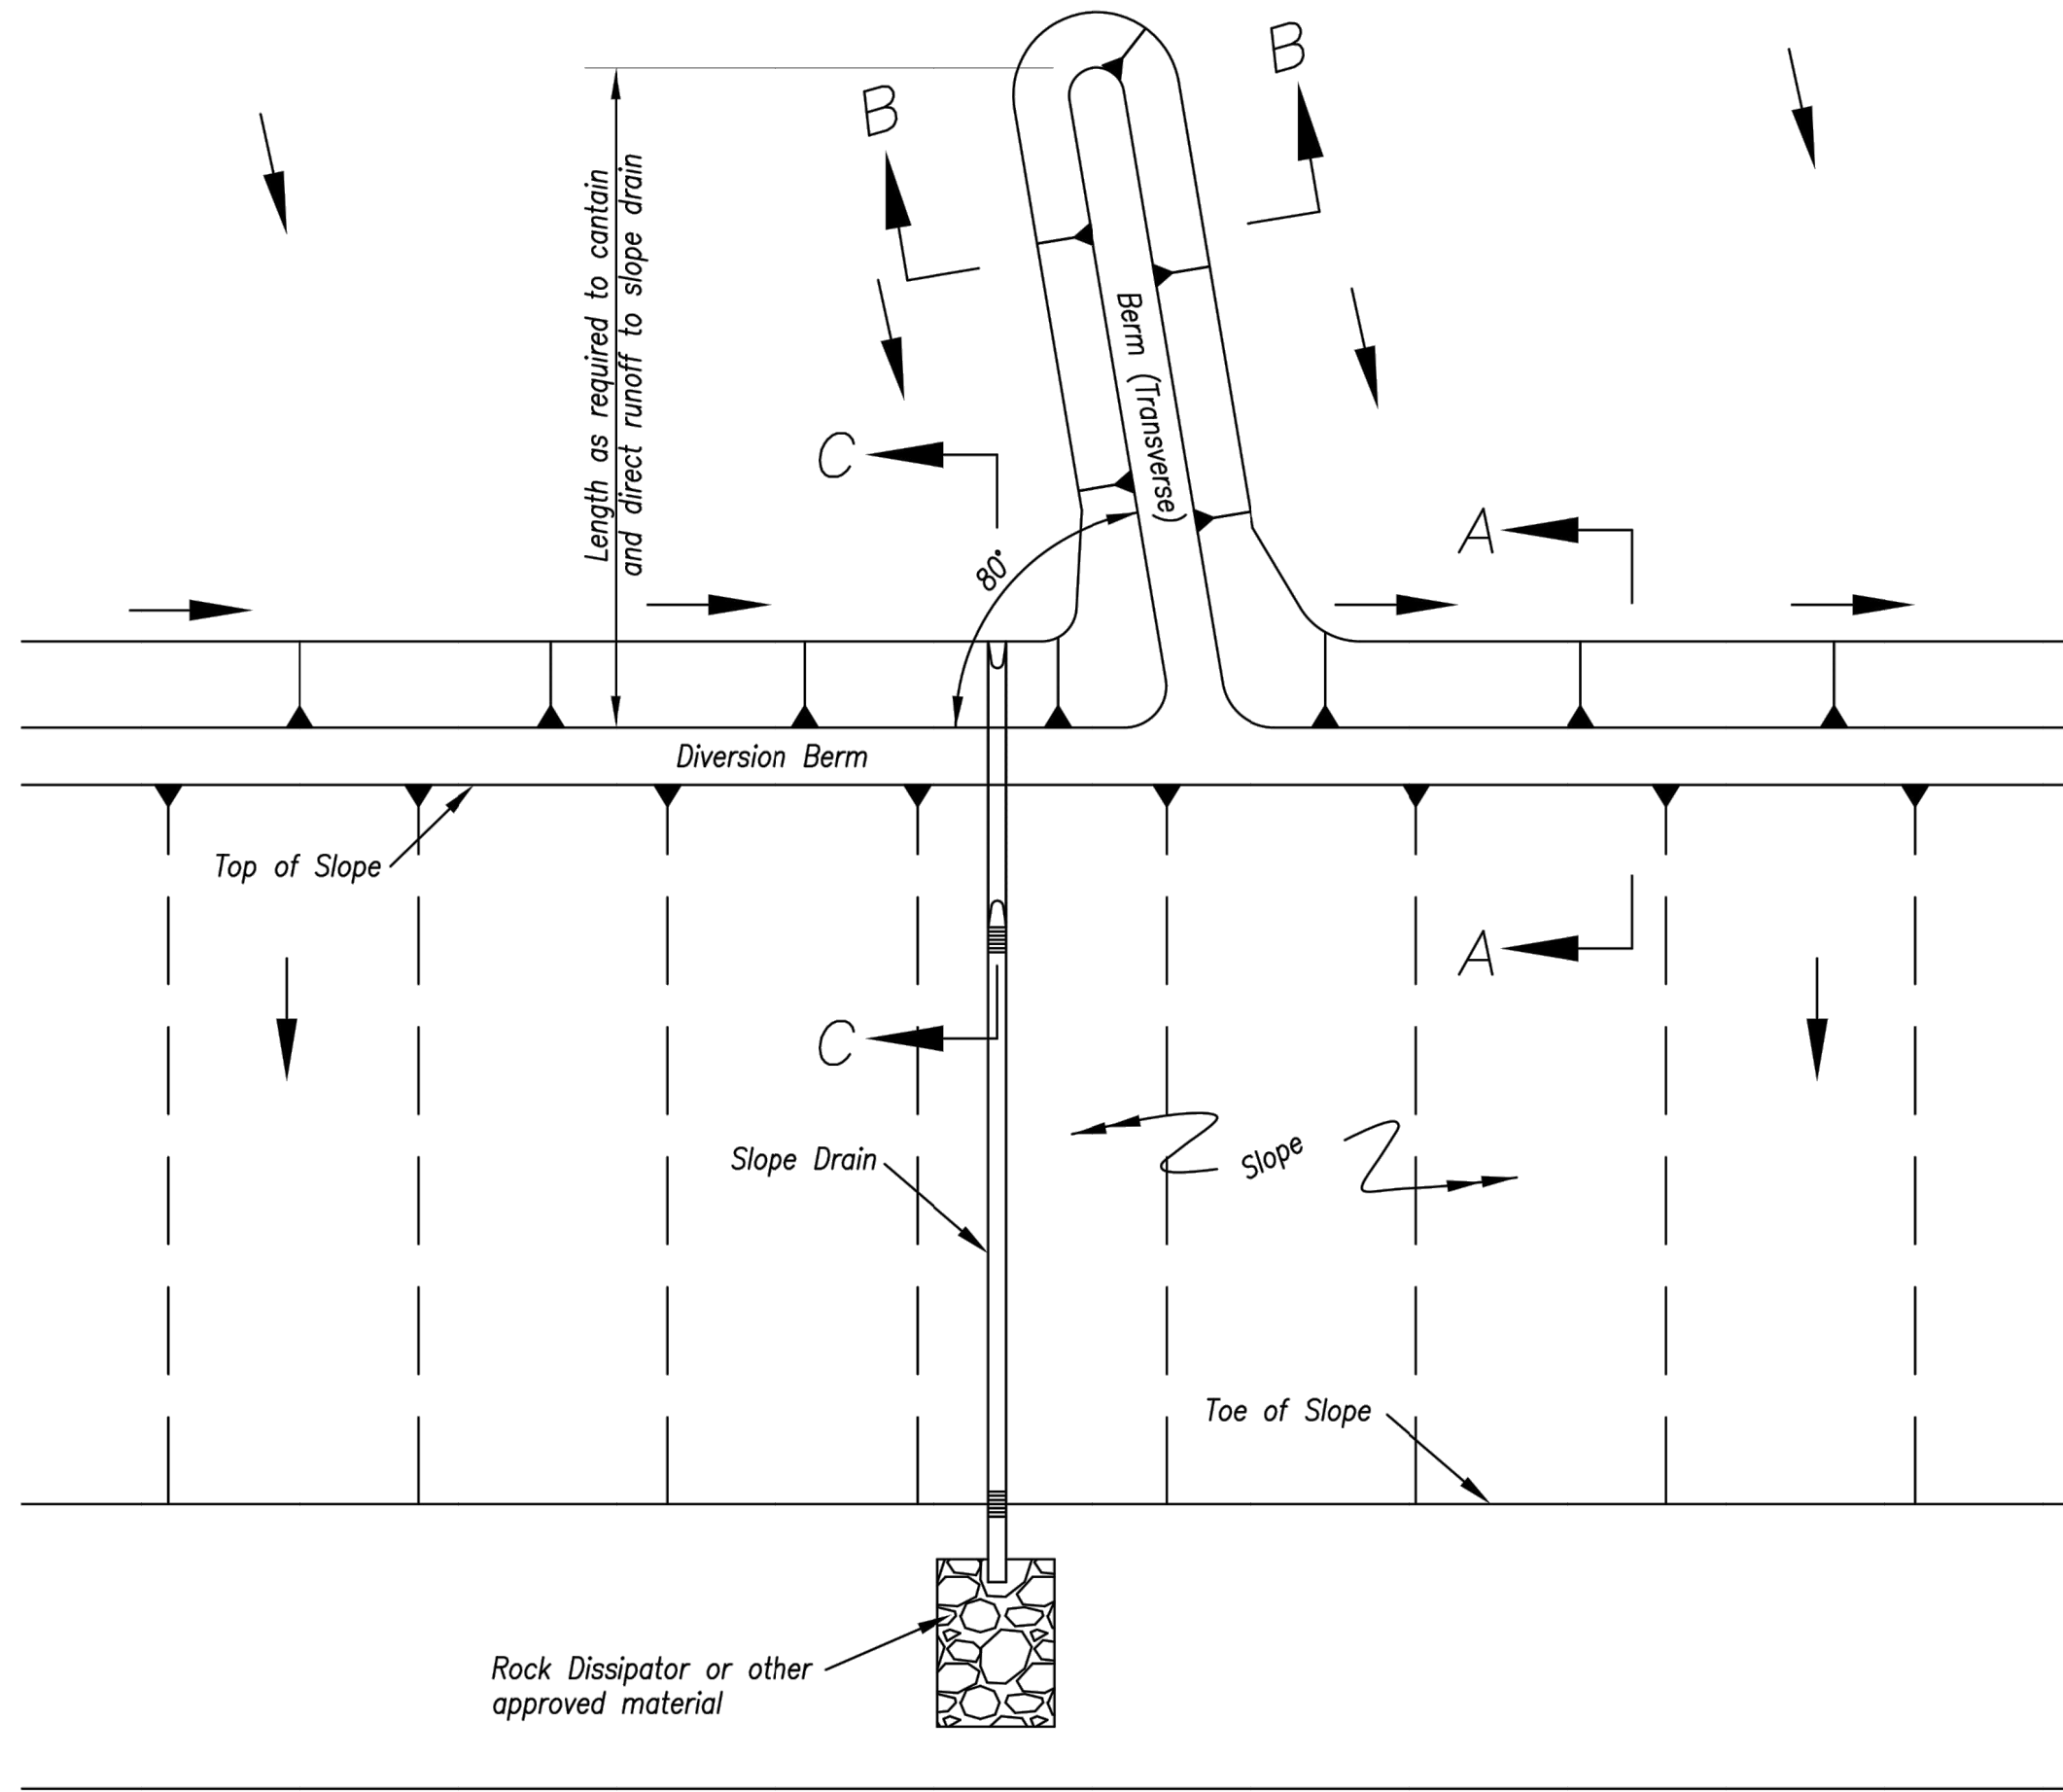 B
B
Length as required to cantain
and direct runoff to slope drain
Berm (Transverse)
C
A
80°
Diversion Berm
Top of Slope
A
C
Slope Drain
Slope
Toe of Slope
Rock Dissipator or other
approved material